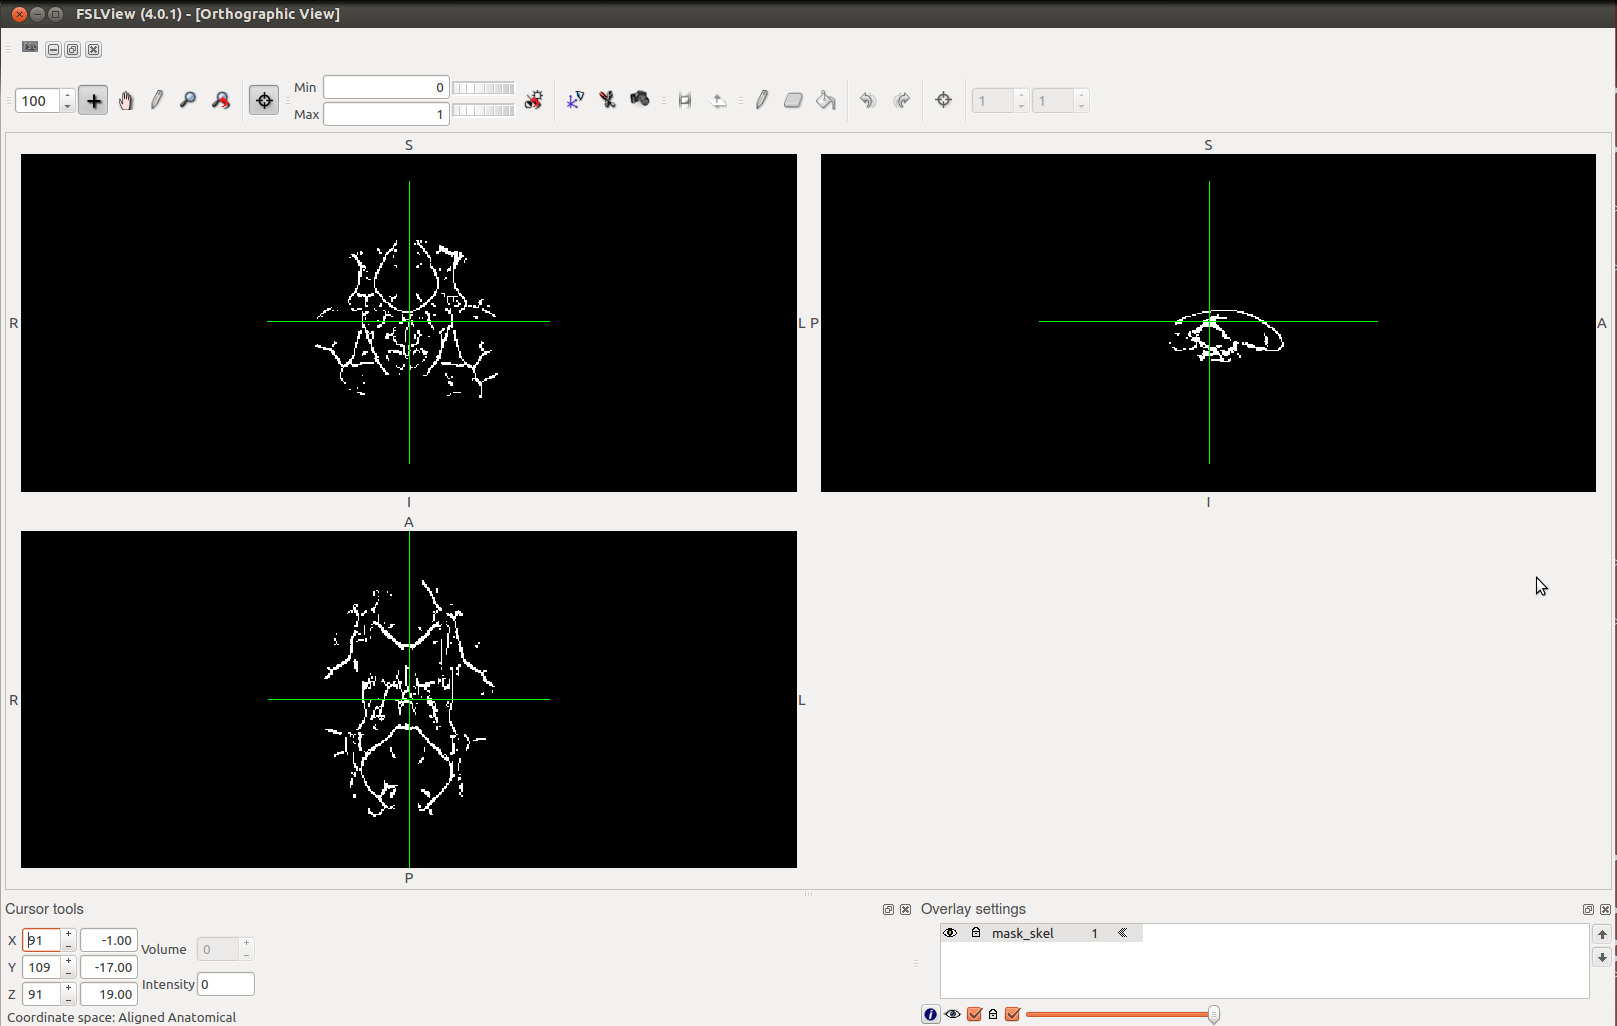 FSLView (4.0.1) - [Orthographic View]
100
Min 0
Max 1
1 1
S S
R L P A
I I
A
R L
P
Cursor tools
Overlay settings
X 91 -1.00
Volume 0
Y 109 -17.00
Intensity 0
Z 91 19.00
Coordinate space: Aligned Anatomical
mask_skel 1